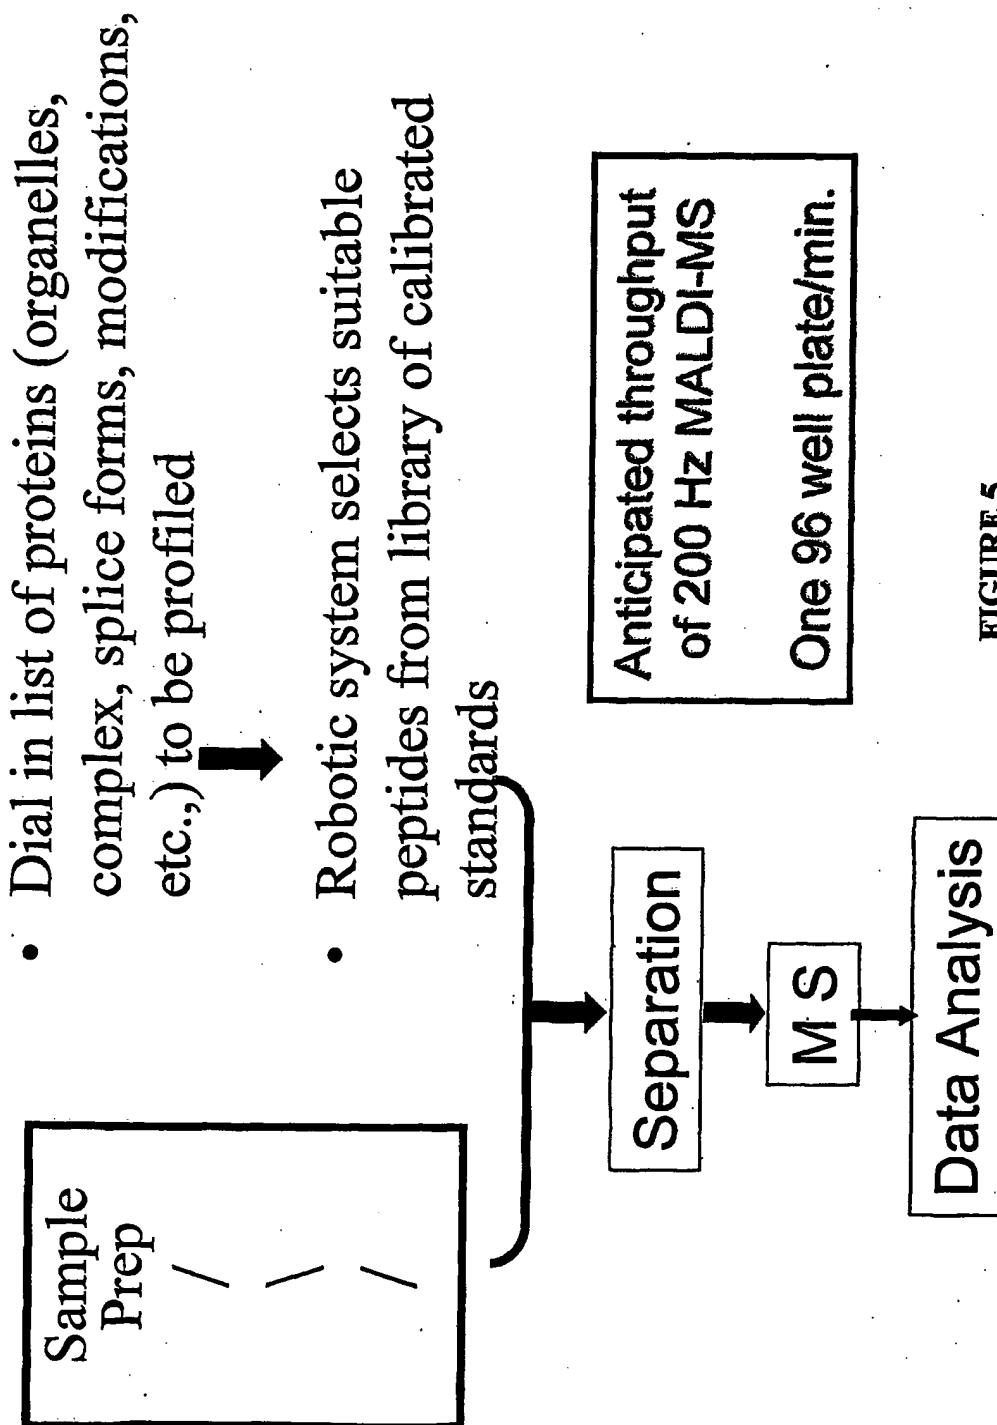 • Dial in list of proteins (organelles,
complex, splice forms, modifications,
etc.,) to be profiled
• Robotic system selects suitable
peptides from library of calibrated
standards
Sample
Prep
Separation
M S
Data Analysis
Anticipated throughput
of 200 Hz MALDI-MS
One 96 well plate/min.
FIGURE 5